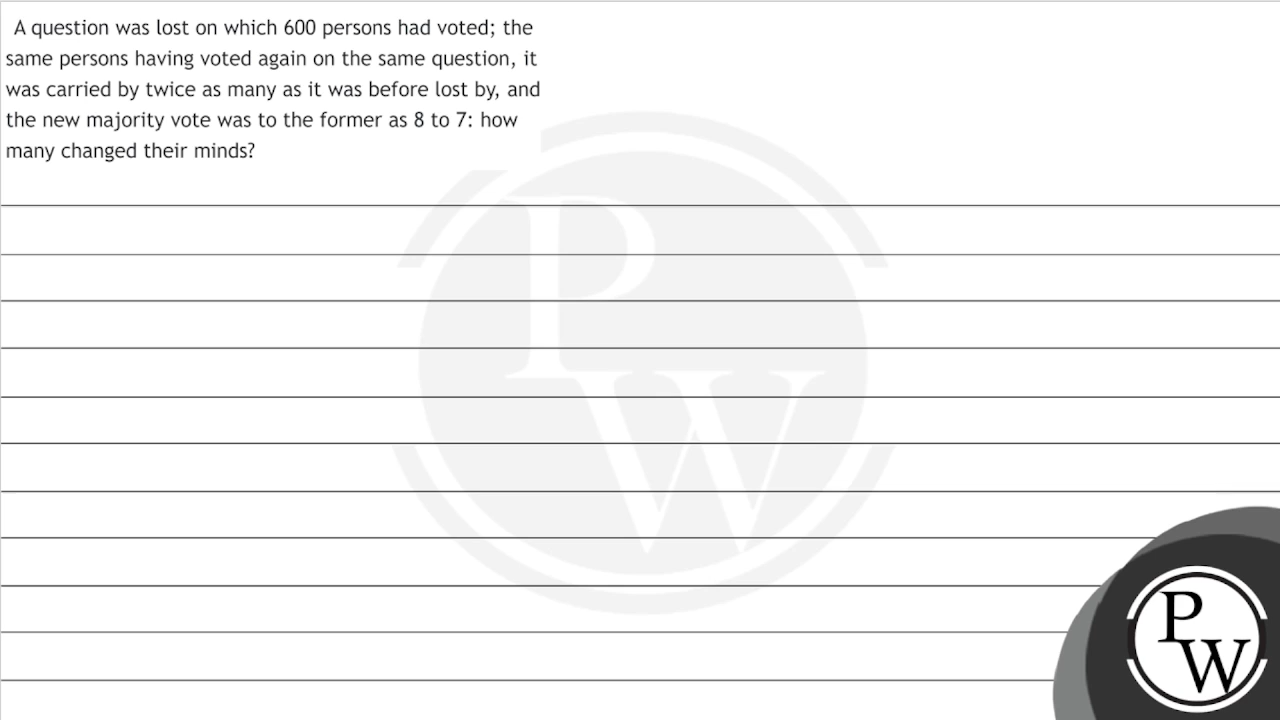 A question was lost on which 600 persons had voted; the
same persons having voted again on the same question, it
was carried by twice as many as it was before lost by, and
the new majority vote was to the former as 8 to 7: how
many changed their minds?
P
W
P
W